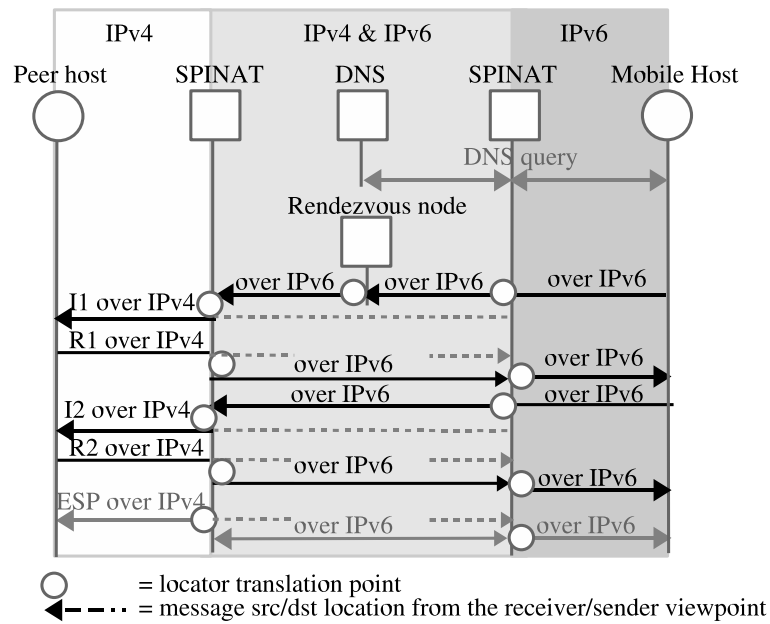 IPv4 IPv4 & IPv6 IPv6
Peer host SPINAT DNS SPINAT Mobile Host
DNS query
Rendezvous node
over IPv6 over IPv6 over IPv6
I1 over IPv4
R1 over IPv4
over IPv6 over IPv6
I2 over IPv4 over IPv6 over IPv6
R2 over IPv4
over IPv6 over IPv6
ESP over IPv4
over IPv6 over IPv6
= locator translation point
= message src/dst location from the receiver/sender viewpoint